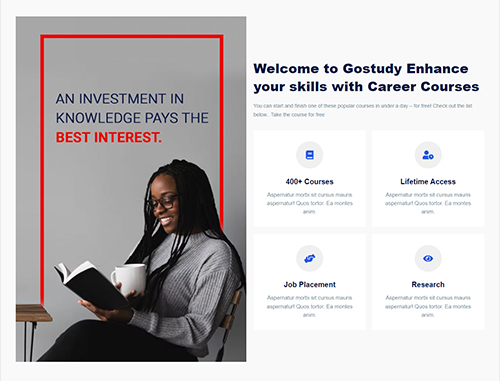 AN INVESTMENT IN
KNOWLEDGE PAYS THE
BEST INTEREST.
Welcome to Gostudy Enhance
your skills with Career Courses
You can start and finish one of these popular courses in under a day – for free! Check out the list
below.. Take the course for free
400+ Courses
Aspernatur morbi sit cursus mauris
aspernatur! Quos tortor. Ea montes
anim.
Lifetime Access
Aspernatur morbi sit cursus mauris
aspernatur! Quos tortor. Ea montes
anim.
Job Placement
Aspernatur morbi sit cursus mauris
aspernatur! Quos tortor. Ea montes
anim.
Research
Aspernatur morbi sit cursus mauris
aspernatur! Quos tortor. Ea montes
anim.